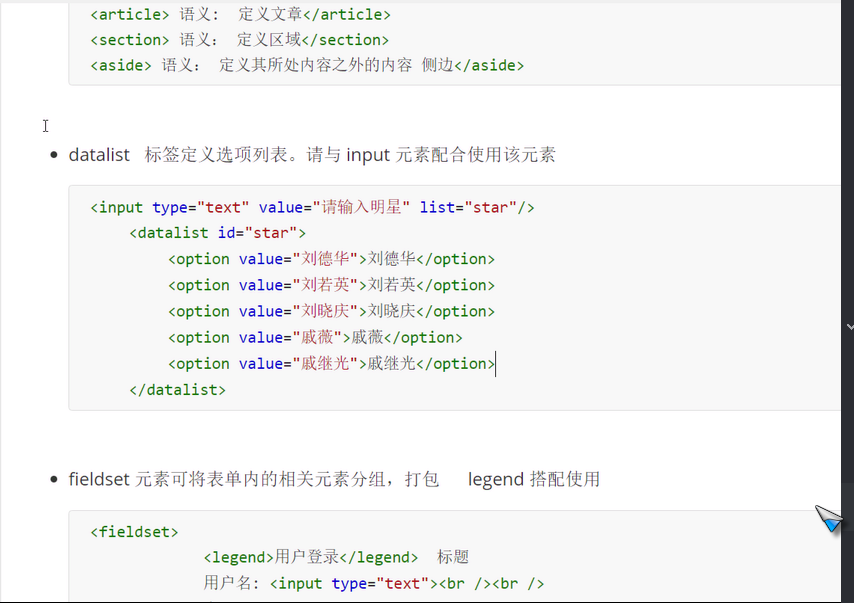 <article> 语义： 定义文章</article>
<section> 语义： 定义区域</section>
<aside> 语义： 定义其所处内容之外的内容 侧边</aside>
datalist 标签定义选项列表。请与 input 元素配合使用该元素
<input type="text" value="请输入明星" list="star"/>
<datalist id="star">
<option value="刘德华">刘德华</option>
<option value="刘若英">刘若英</option>
<option value="刘晓庆">刘晓庆</option>
<option value="戚薇">戚薇</option>
<option value="戚继光">戚继光</option>
</datalist>
fieldset 元素可将表单内的相关元素分组，打包 legend 搭配使用
<fieldset>
<legend>用户登录</legend> 标题
用户名: <input type="text"><br /><br />